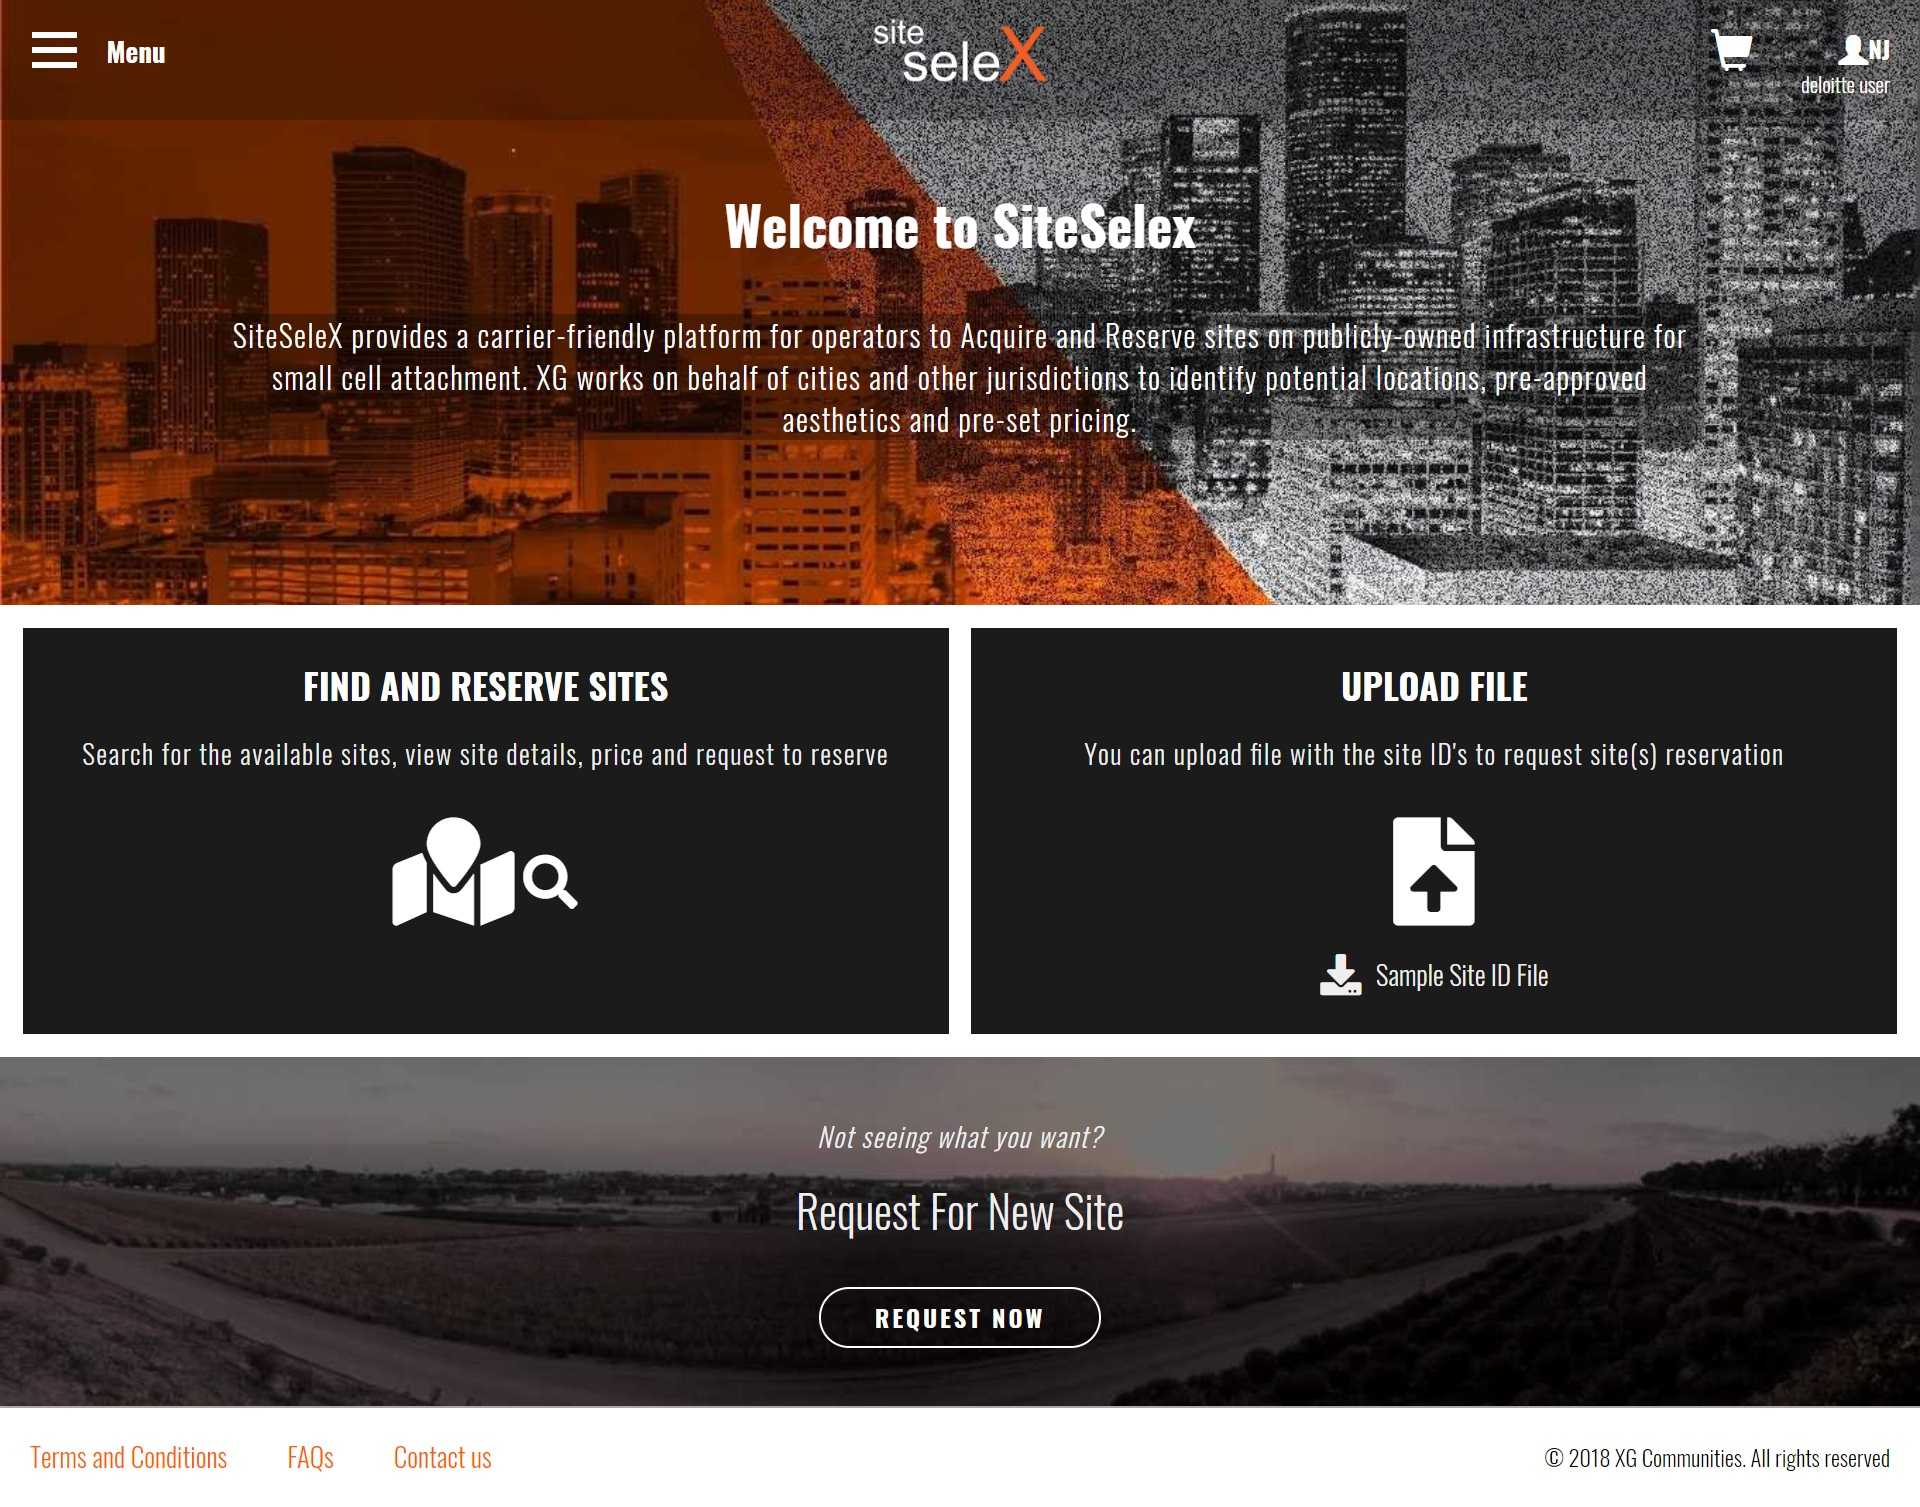 Menu
site
seleX
NJ
deloitte user
Welcome to SiteSelex
SiteSeleX provides a carrier-friendly platform for operators to Acquire and Reserve sites on publicly-owned infrastructure for
small cell attachment. XG works on behalf of cities and other jurisdictions to identify potential locations, pre-approved
aesthetics and pre-set pricing.
FIND AND RESERVE SITES
Search for the available sites, view site details, price and request to reserve
UPLOAD FILE
You can upload file with the site ID's to request site(s) reservation
Sample Site ID File
Not seeing what you want?
Request For New Site
REQUEST NOW
Terms and Conditions
FAQs
Contact us
© 2018 XG Communities. All rights reserved